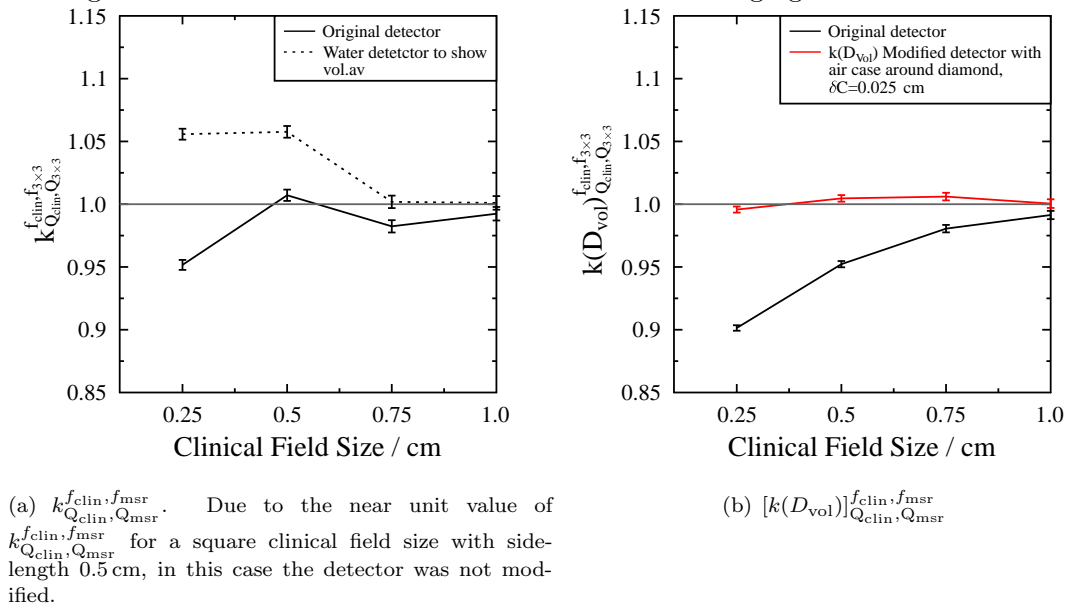 1.15
1.1
1.05
1.0
0.95
0.9
0.85
k^{f_clin,f_3×3}_{Q_clin,Q_3×3}
Original detector
Water detetctor to show
vol.av
0.25 0.5 0.75 1.0
Clinical Field Size / cm
1.15
1.1
1.05
1.0
0.95
0.9
0.85
k(D_vol)^{f_clin,f_3×3}_{Q_clin,Q_3×3}
Original detector
k(D_Vol) Modified detector with
air case around diamond,
δC=0.025 cm
0.25 0.5 0.75 1.0
Clinical Field Size / cm
(a) k^{f_clin,f_msr}_{Q_clin,Q_msr}. Due to the near unit value of
k^{f_clin,f_msr}_{Q_clin,Q_msr} for a square clinical field size with side-
length 0.5 cm, in this case the detector was not mod-
ified.
(b) [k(D_vol)]^{f_clin,f_msr}_{Q_clin,Q_msr}